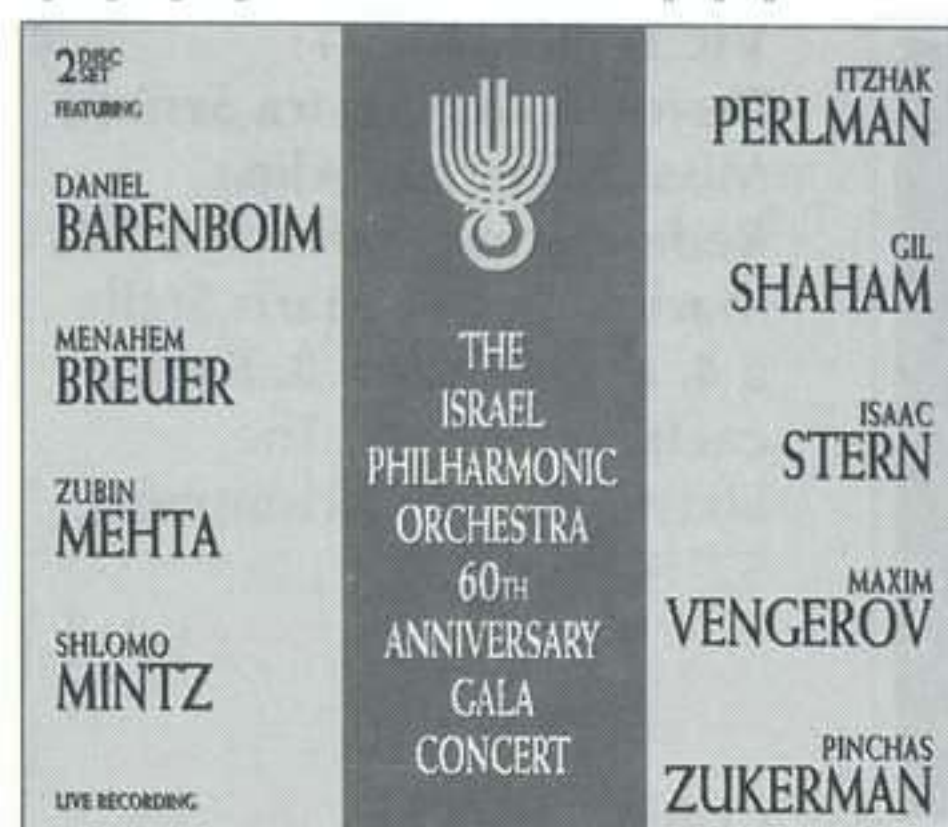 2 DISC SET
FEATURING
DANIEL
BARENBOIM
MENAHEM
BREUER
ZUBIN
MEHTA
SHLOMO
MINTZ
LIVE RECORDING
THE
ISRAEL
PHILHARMONIC
ORCHESTRA
60TH
ANNIVERSARY
GALA
CONCERT
ITZHAK
PERLMAN
GIL
SHAHAM
ISAAC
STERN
MAXIM
VENGEROV
PINCHAS
ZUKERMAN